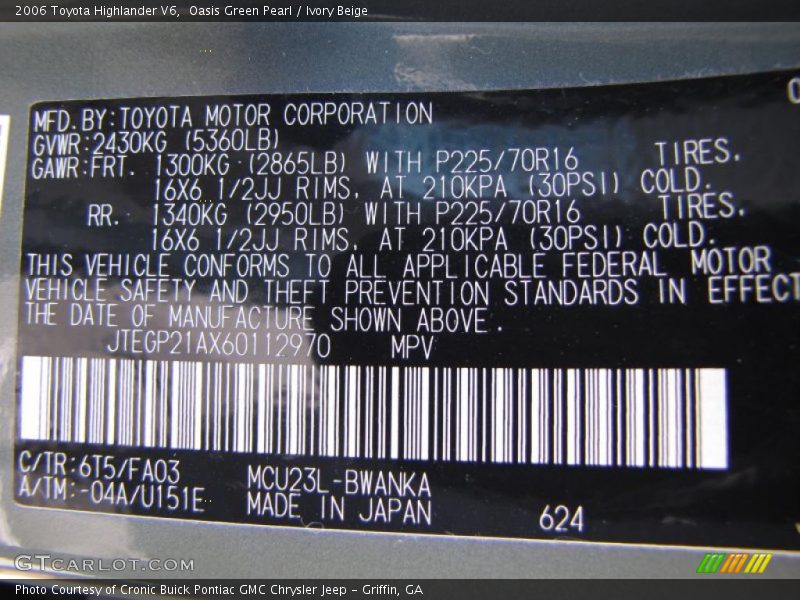 2006 Toyota Highlander V6,  Oasis Green Pearl / Ivory Beige
MFD.BY:TOYOTA MOTOR CORPORATION
GVWR:2430KG (5360LB)
GAWR:FRT. 1300KG (2865LB) WITH P225/70R16 TIRES.
16X6 1/2JJ RIMS, AT 210KPA (30PSI) COLD.
RR. 1340KG (2950LB) WITH P225/70R16 TIRES.
16X6 1/2JJ RIMS, AT 210KPA (30PSI) COLD.
THIS VEHICLE CONFORMS TO ALL APPLICABLE FEDERAL MOTOR
VEHICLE SAFETY AND THEFT PREVENTION STANDARDS IN EFFECT
THE DATE OF MANUFACTURE SHOWN ABOVE.
JTEGP21AX60112970 MPV
C/TR:6T5/FA03 MCU23L-BWANKA
A/TM:-04A/U151E MADE IN JAPAN 624
GTCARLOT.COM
Photo Courtesy of Cronic Buick Pontiac GMC Chrysler Jeep - Griffin, GA